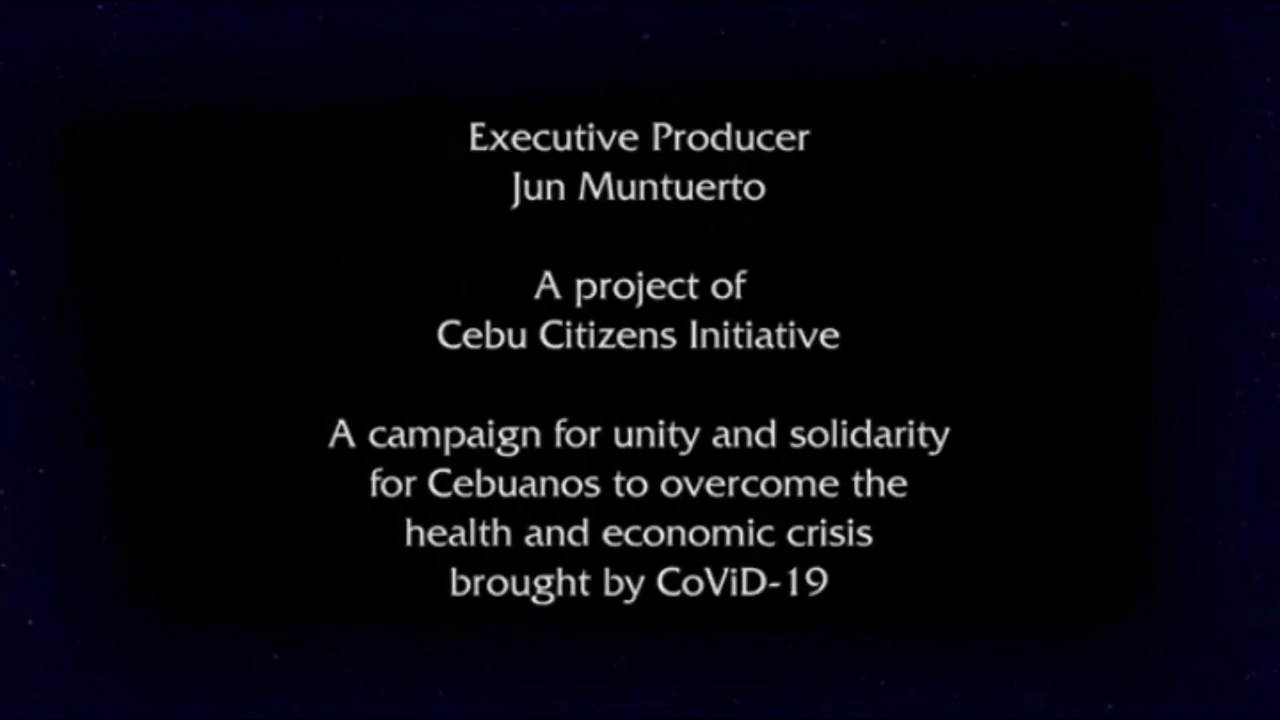 Executive Producer
Jun Muntuerto
A project of
Cebu Citizens Initiative
A campaign for unity and solidarity
for Cebuanos to overcome the
health and economic crisis
brought by CoViD-19